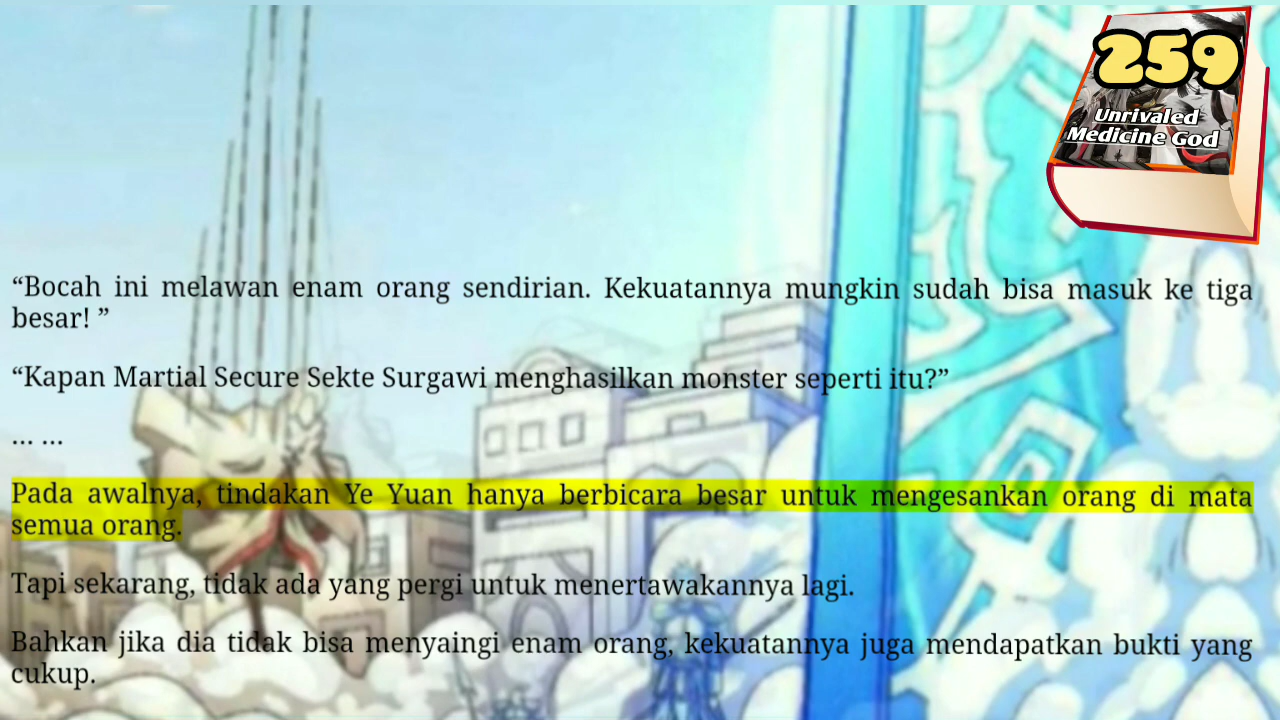 259
Unrivaled
Medicine God
“Bocah ini melawan enam orang sendirian. Kekuatannya mungkin sudah bisa masuk ke tiga
besar! ”
“Kapan Martial Secure Sekte Surgawi menghasilkan monster seperti itu?”
... ...
Pada awalnya, tindakan Ye Yuan hanya berbicara besar untuk mengesankan orang di mata
semua orang.
Tapi sekarang, tidak ada yang pergi untuk menertawakannya lagi.
Bahkan jika dia tidak bisa menyaingi enam orang, kekuatannya juga mendapatkan bukti yang
cukup.